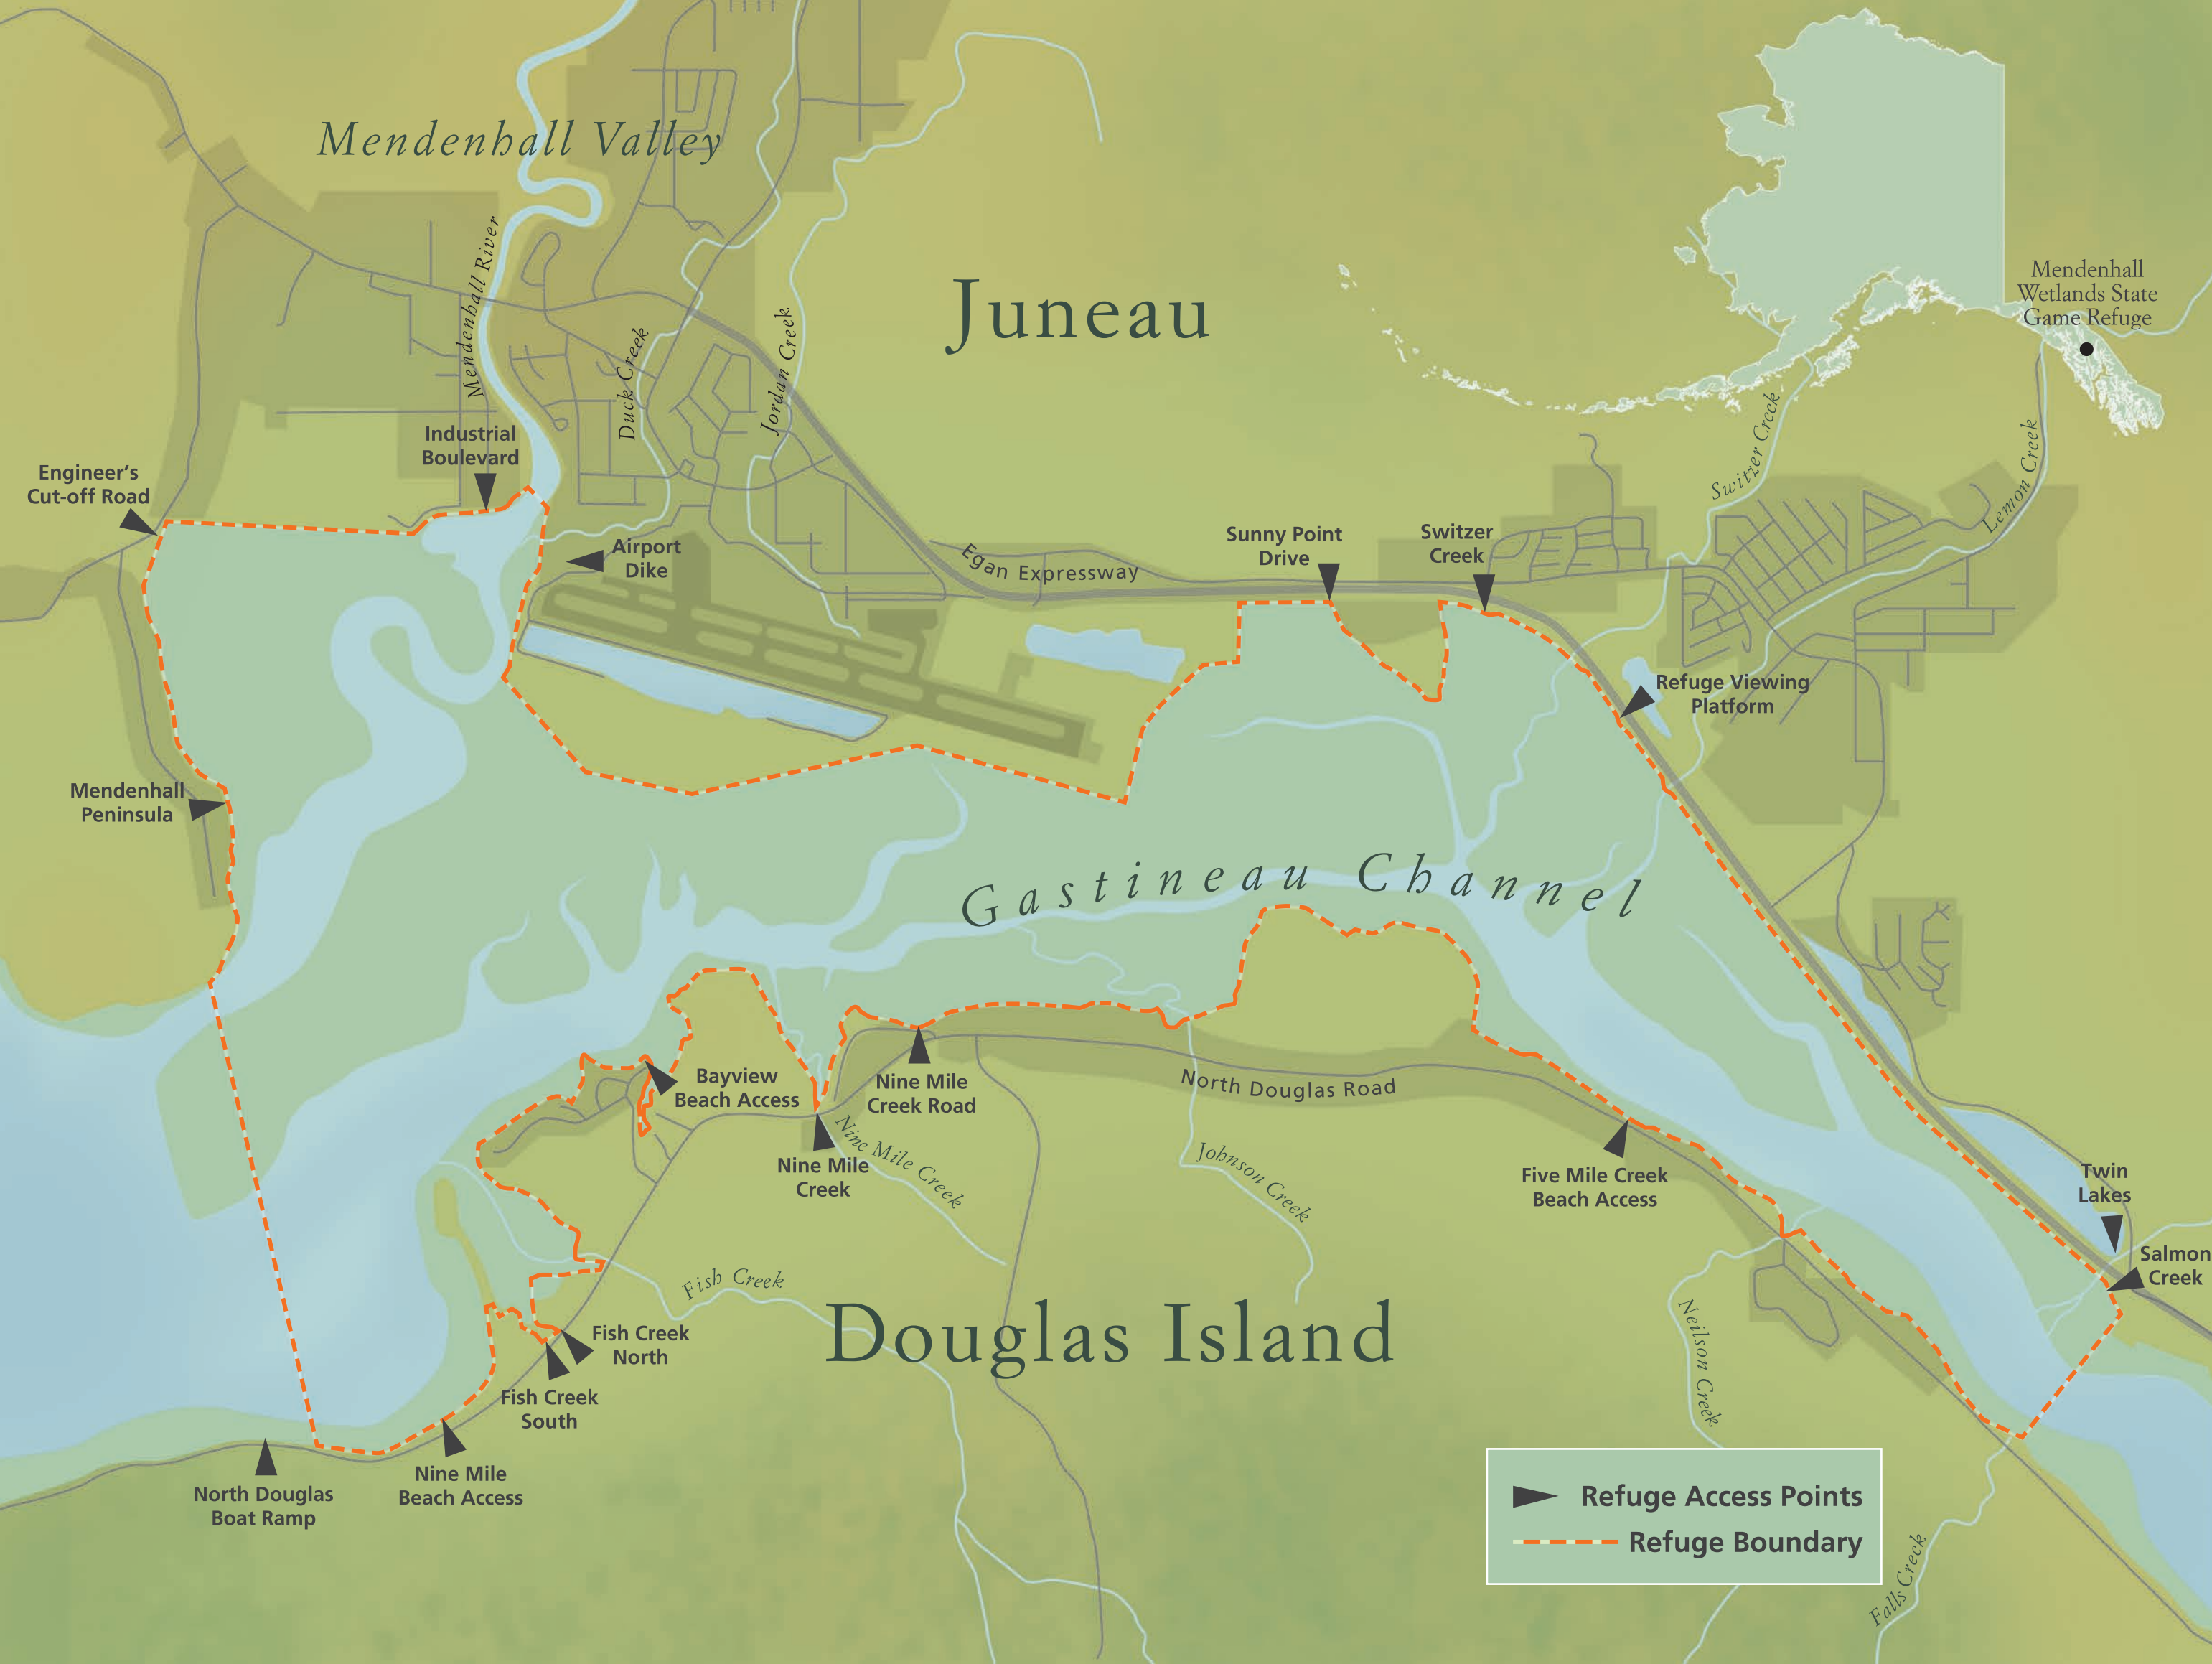 Mendenhall Valley
Juneau
Mendenhall
Wetlands State
Game Refuge
Mendenhall River
Duck Creek
Jordan Creek
Switzer Creek
Lemon Creek
Industrial
Boulevard
Engineer's
Cut-off Road
Airport
Dike
Egan Expressway
Sunny Point
Drive
Switzer
Creek
Refuge Viewing
Platform
Mendenhall
Peninsula
Gastineau Channel
Bayview
Beach Access
Nine Mile
Creek Road
North Douglas Road
Nine Mile
Creek
Nine Mile Creek
Johnson Creek
Five Mile Creek
Beach Access
Twin
Lakes
Salmon
Creek
Fish Creek
Douglas Island
Neilson Creek
Fish Creek
North
Fish Creek
South
Nine Mile
Beach Access
North Douglas
Boat Ramp
Falls Creek
Refuge Access Points
Refuge Boundary